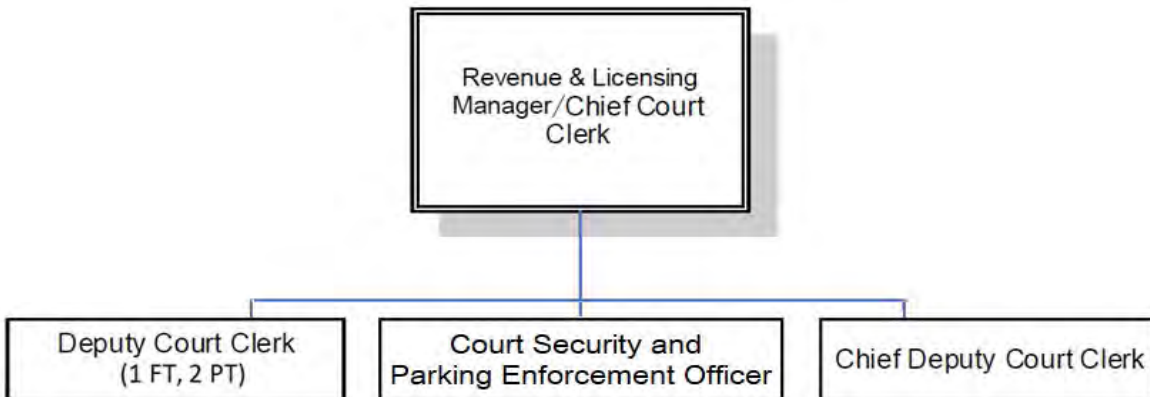 Revenue & Licensing
Manager/Chief Court
Clerk
Deputy Court Clerk
(1 FT, 2 PT)
Court Security and
Parking Enforcement Officer
Chief Deputy Court Clerk